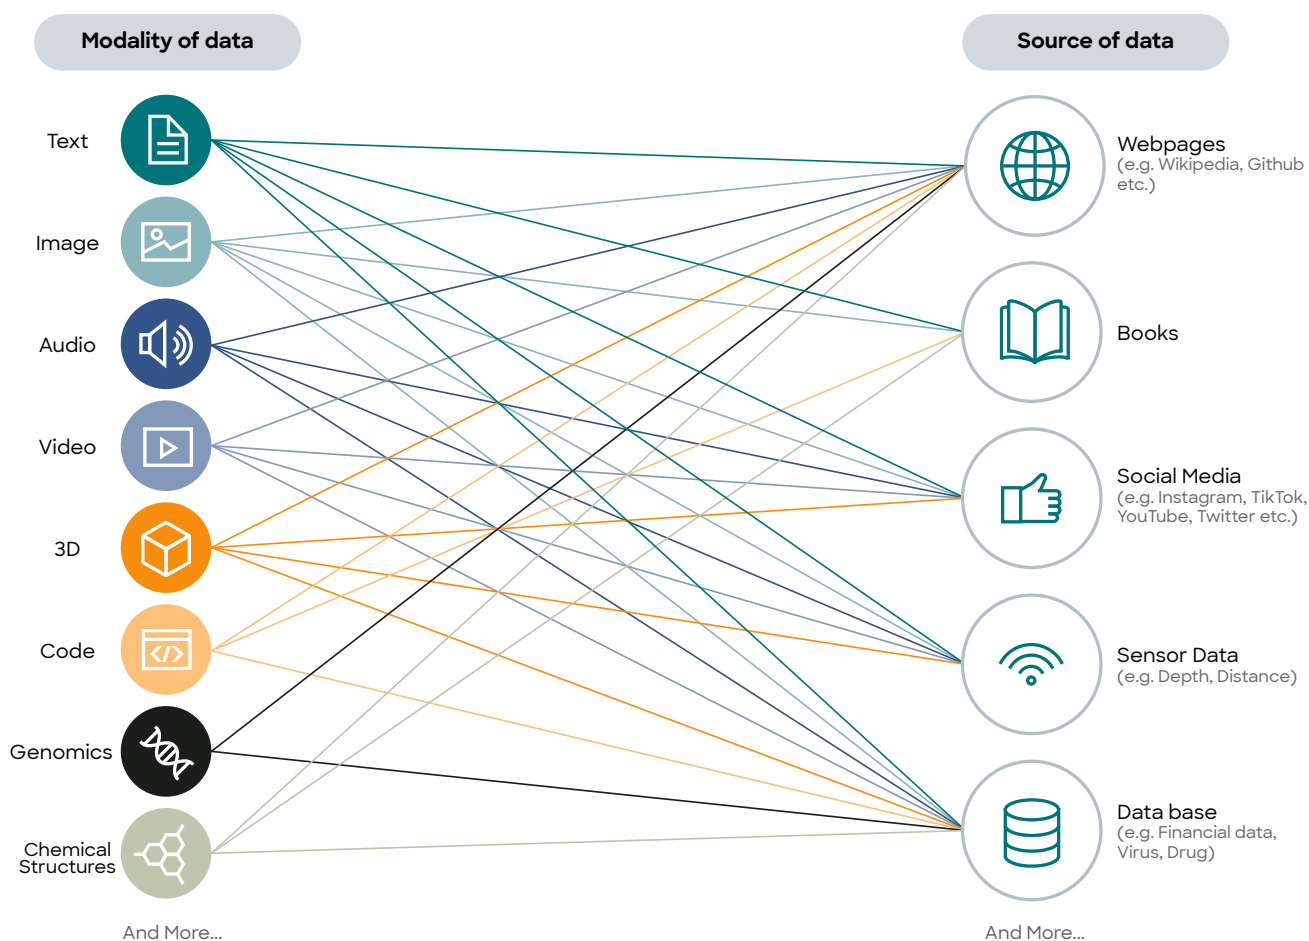 Modality of data
Source of data
Text
Image
Audio
Video
3D
Code
</>
Genomics
Chemical
Structures
And More...
Webpages
(e.g. Wikipedia, Github
etc.)
Books
Social Media
(e.g. Instagram, TikTok,
YouTube, Twitter etc.)
Sensor Data
(e.g. Depth, Distance)
Data base
(e.g. Financial data,
Virus, Drug)
And More...